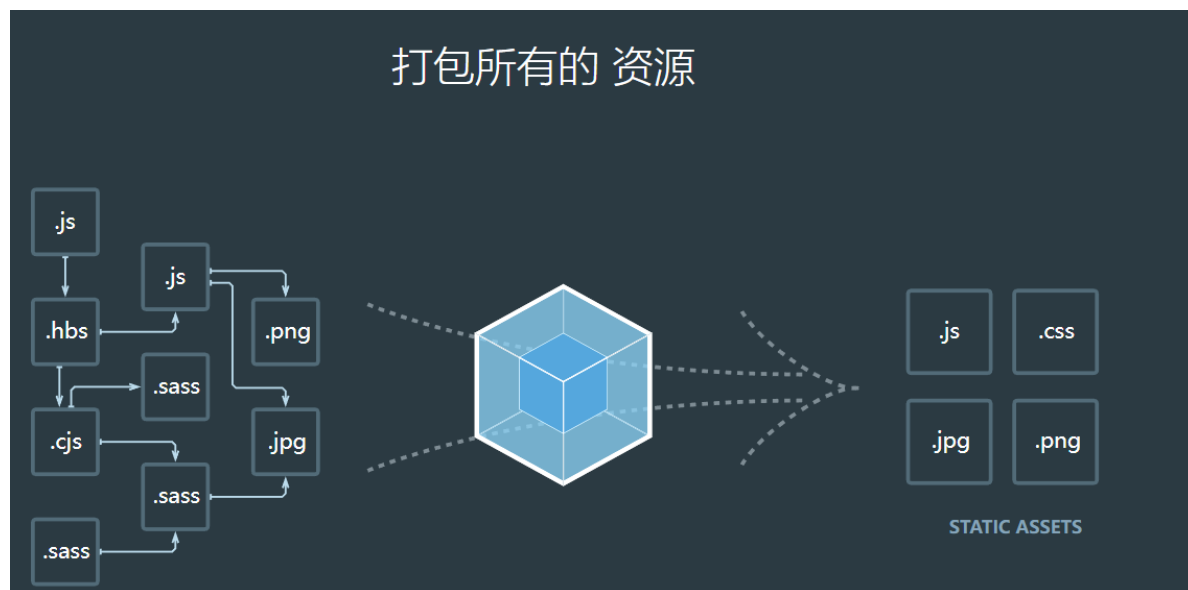 打包所有的 资源
.js
.js
.hbs
.png
.sass
.cjs
.jpg
.sass
.sass
.js
.css
.jpg
.png
STATIC ASSETS